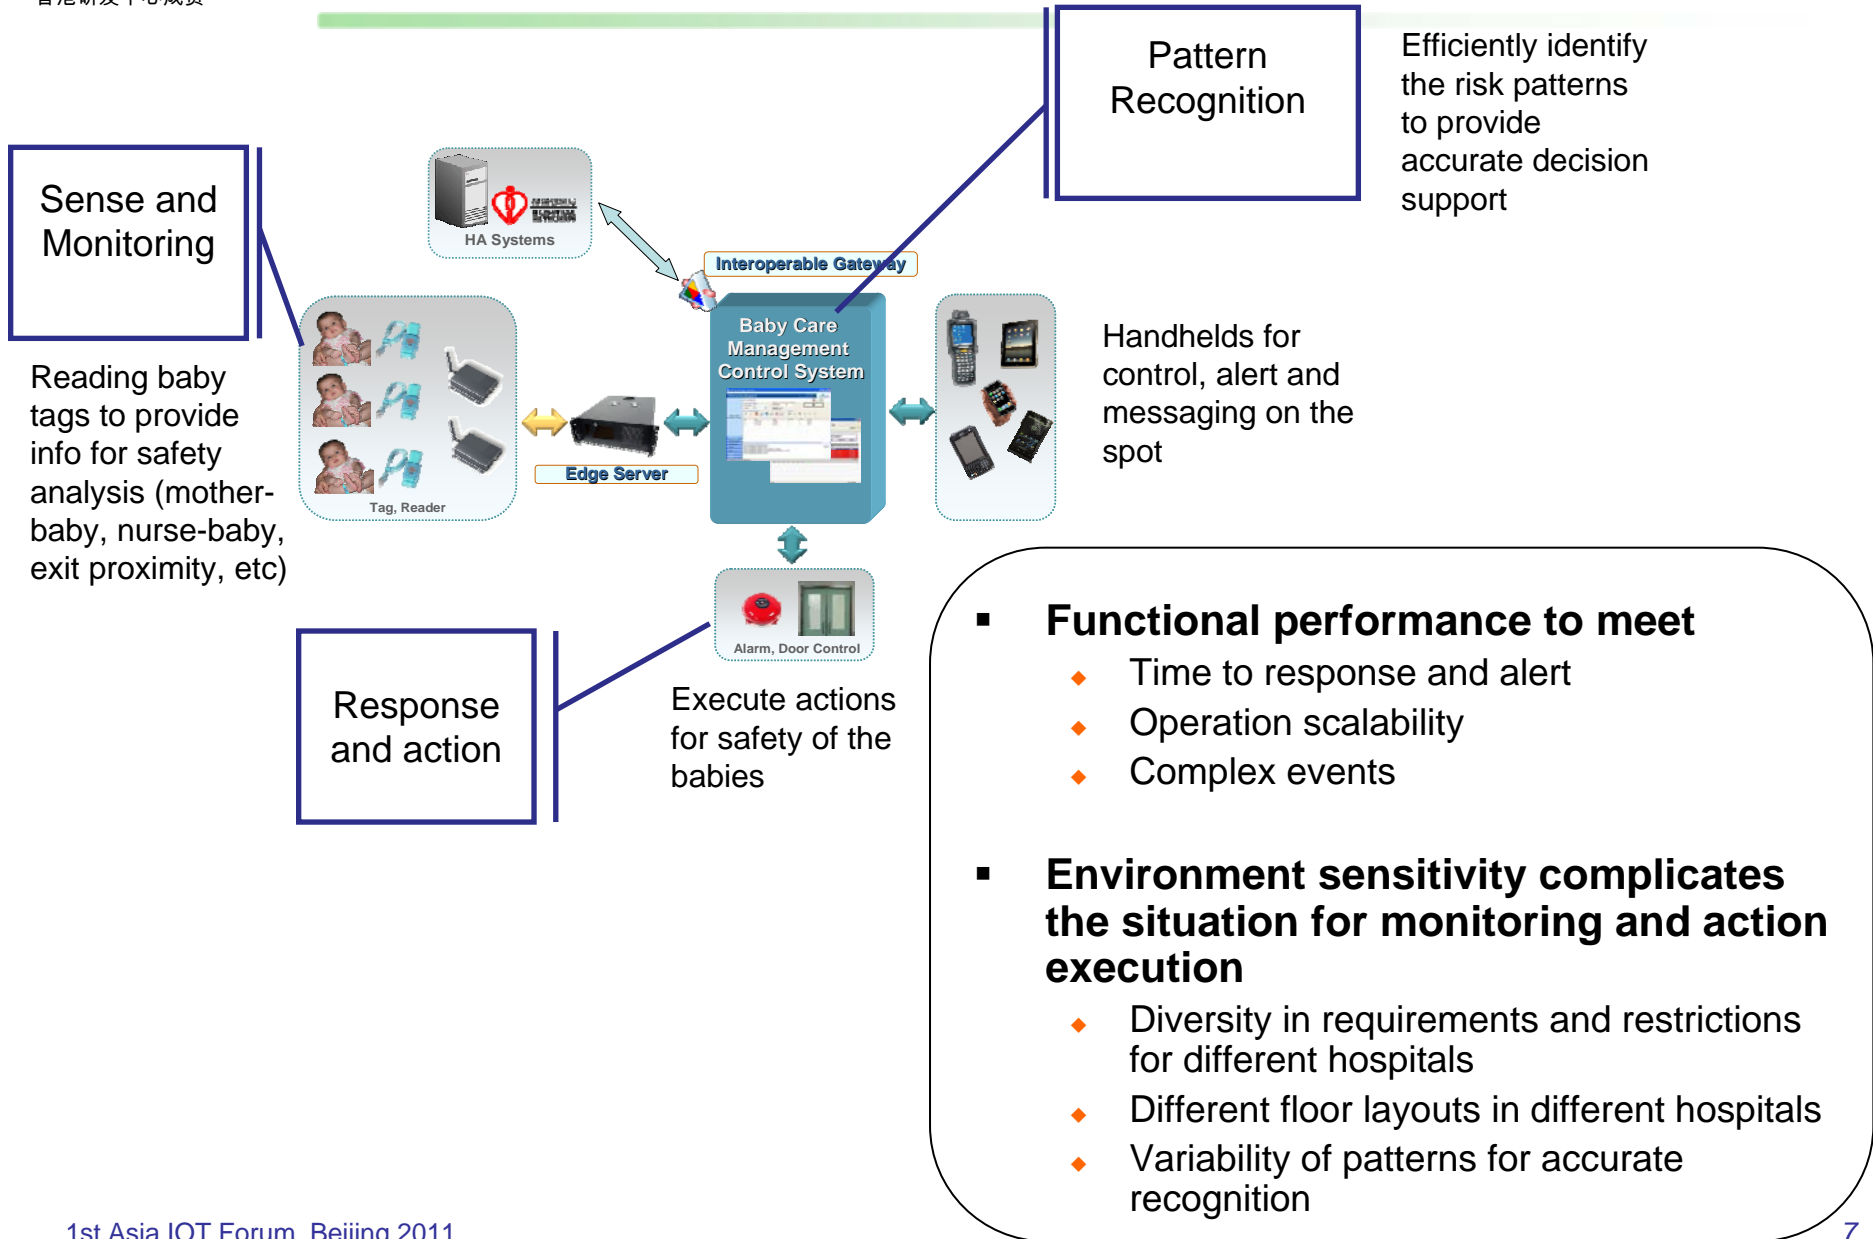 Pattern
Recognition
Efficiently identify
the risk patterns
to provide
accurate decision
support
Sense and
Monitoring
HA Systems
Interoperable Gateway
Baby Care
Management
Control System
Handhelds for
control, alert and
messaging on the
spot
Reading baby
tags to provide
info for safety
analysis (mother-
baby, nurse-baby,
exit proximity, etc)
Edge Server
Tag, Reader
Alarm, Door Control
Response
and action
Execute actions
for safety of the
babies
▪ Functional performance to meet
◆ Time to response and alert
◆ Operation scalability
◆ Complex events
▪ Environment sensitivity complicates
the situation for monitoring and action
execution
◆ Diversity in requirements and restrictions
for different hospitals
◆ Different floor layouts in different hospitals
◆ Variability of patterns for accurate
recognition
1st Asia IOT Forum, Beijing 2011
7